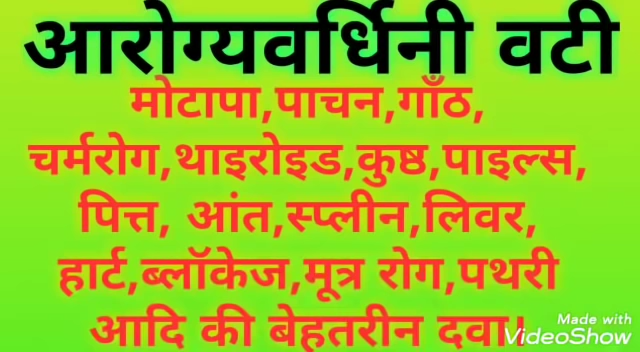 आरोग्यवर्धिनी वटी
मोटापा,पाचन,गाँठ,
चर्मरोग,थाइरोइड,कुष्ठ,पाइल्स,
पित्त, आंत,स्प्लीन,लिवर,
हार्ट,ब्लॉकेज,मूत्र रोग,पथरी
आदि की बेहतरीन दवा।
Made with
VideoShow